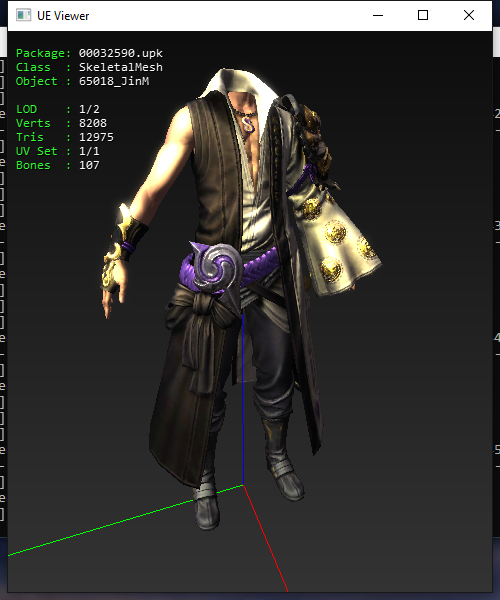 UE Viewer
Package: 00032590.upk
Class  : SkeletalMesh
Object : 65018_JinM
LOD    : 1/2
Verts  : 8208
Tris   : 12975
UV Set : 1/1
Bones  : 107